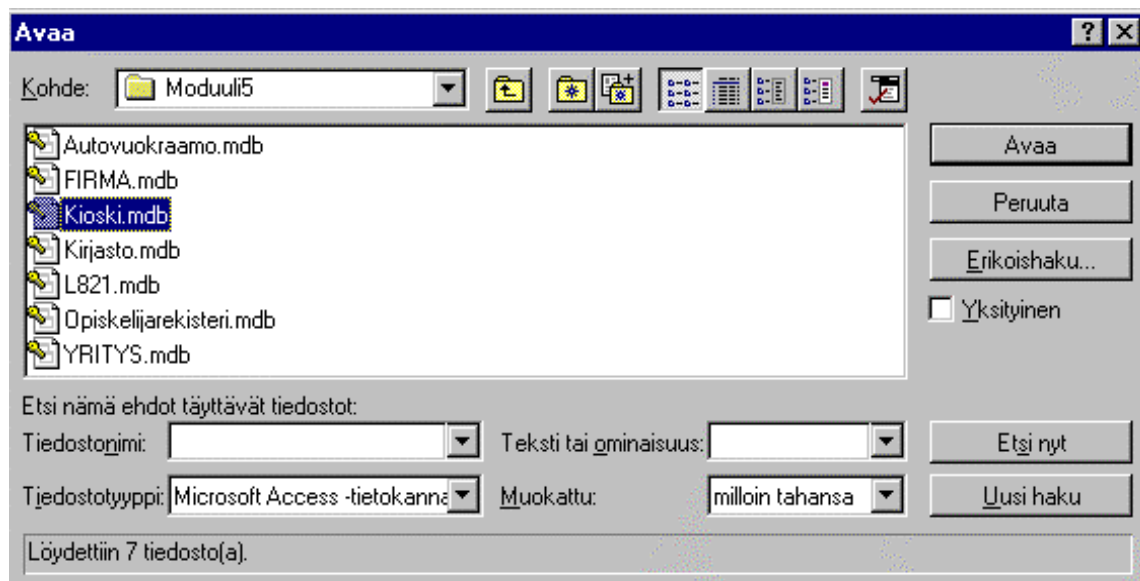 Avaa
Kohde: Moduuli5
Autovuokraamo.mdb
FIRMA.mdb
Kioski.mdb
Kirjasto.mdb
L821.mdb
Opiskelijarekisteri.mdb
YRITYS.mdb
Avaa
Peruuta
Erikoishaku...
Yksityinen
Etsi nämä ehdot täyttävät tiedostot:
Tiedostonimi: Teksti tai ominaisuus: Etsi nyt
Tiedostotyyppi: Microsoft Access -tietokanna Muokattu: milloin tahansa Uusi haku
Löydettiin 7 tiedosto(a).